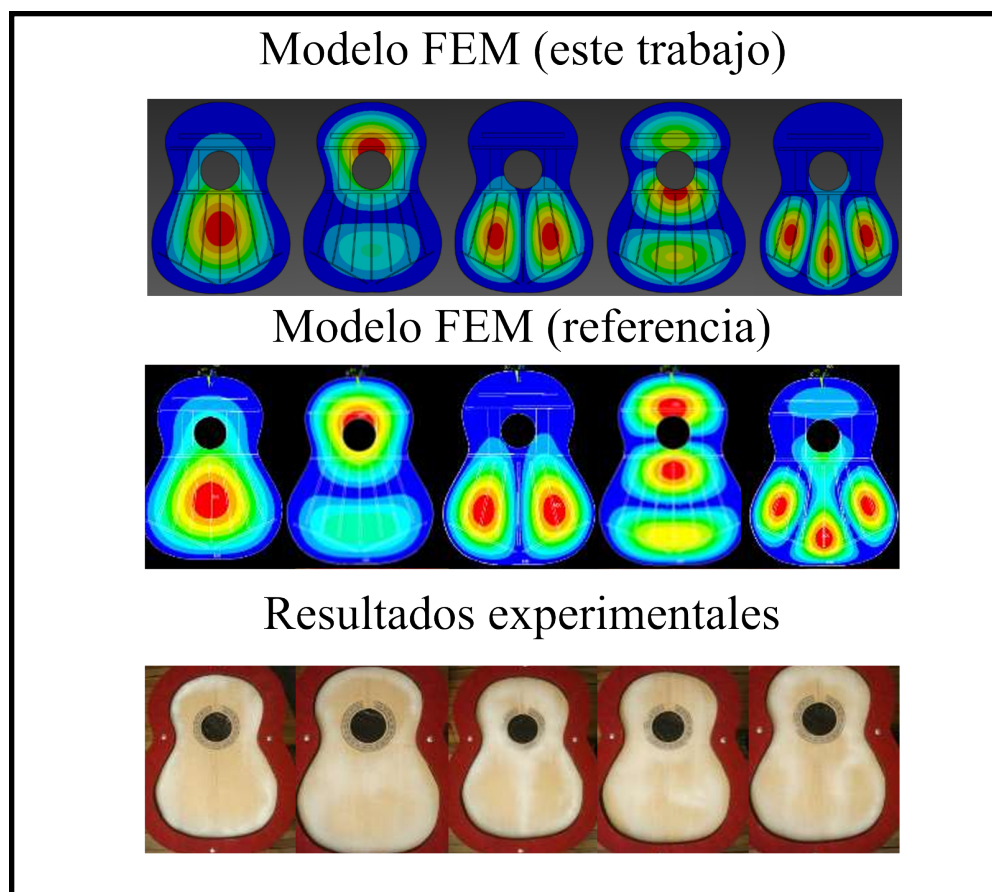 Modelo FEM (este trabajo)
Modelo FEM (referencia)
Resultados experimentales